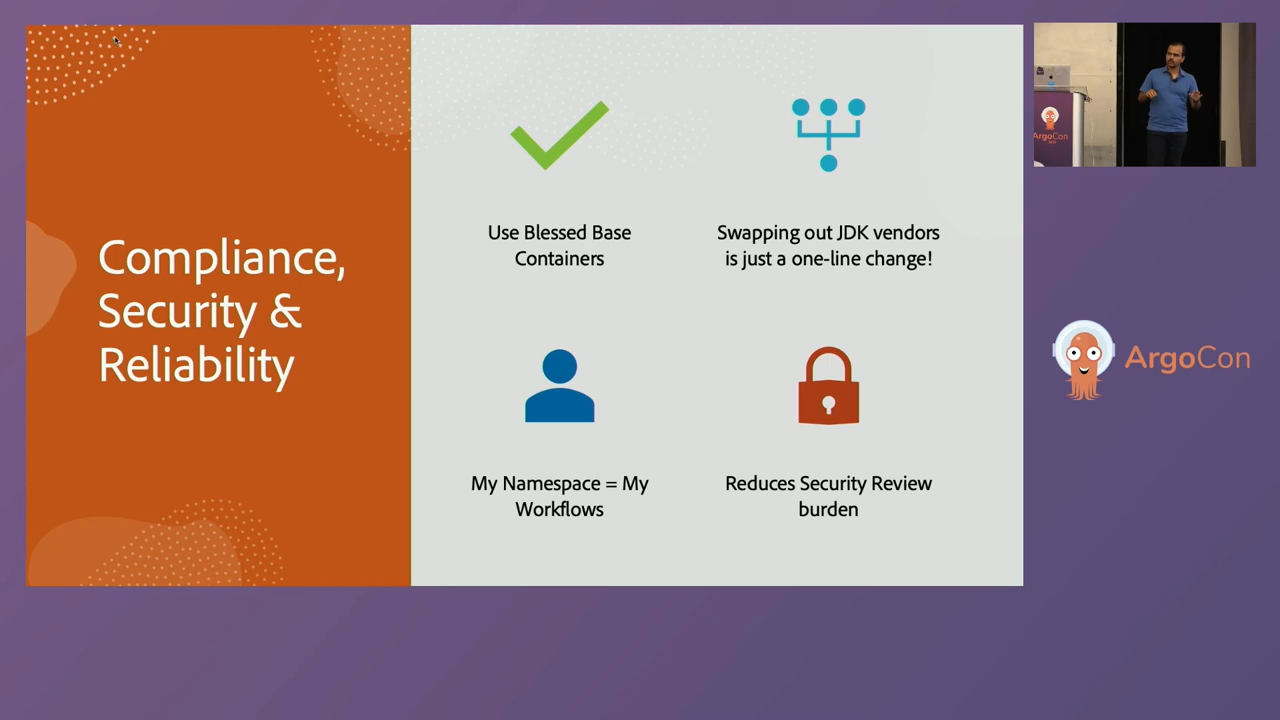 Compliance,
Security &
Reliability
Use Blessed Base
Containers
Swapping out JDK vendors
is just a one-line change!
My Namespace = My
Workflows
Reduces Security Review
burden
ArgoCon
ArgoCon